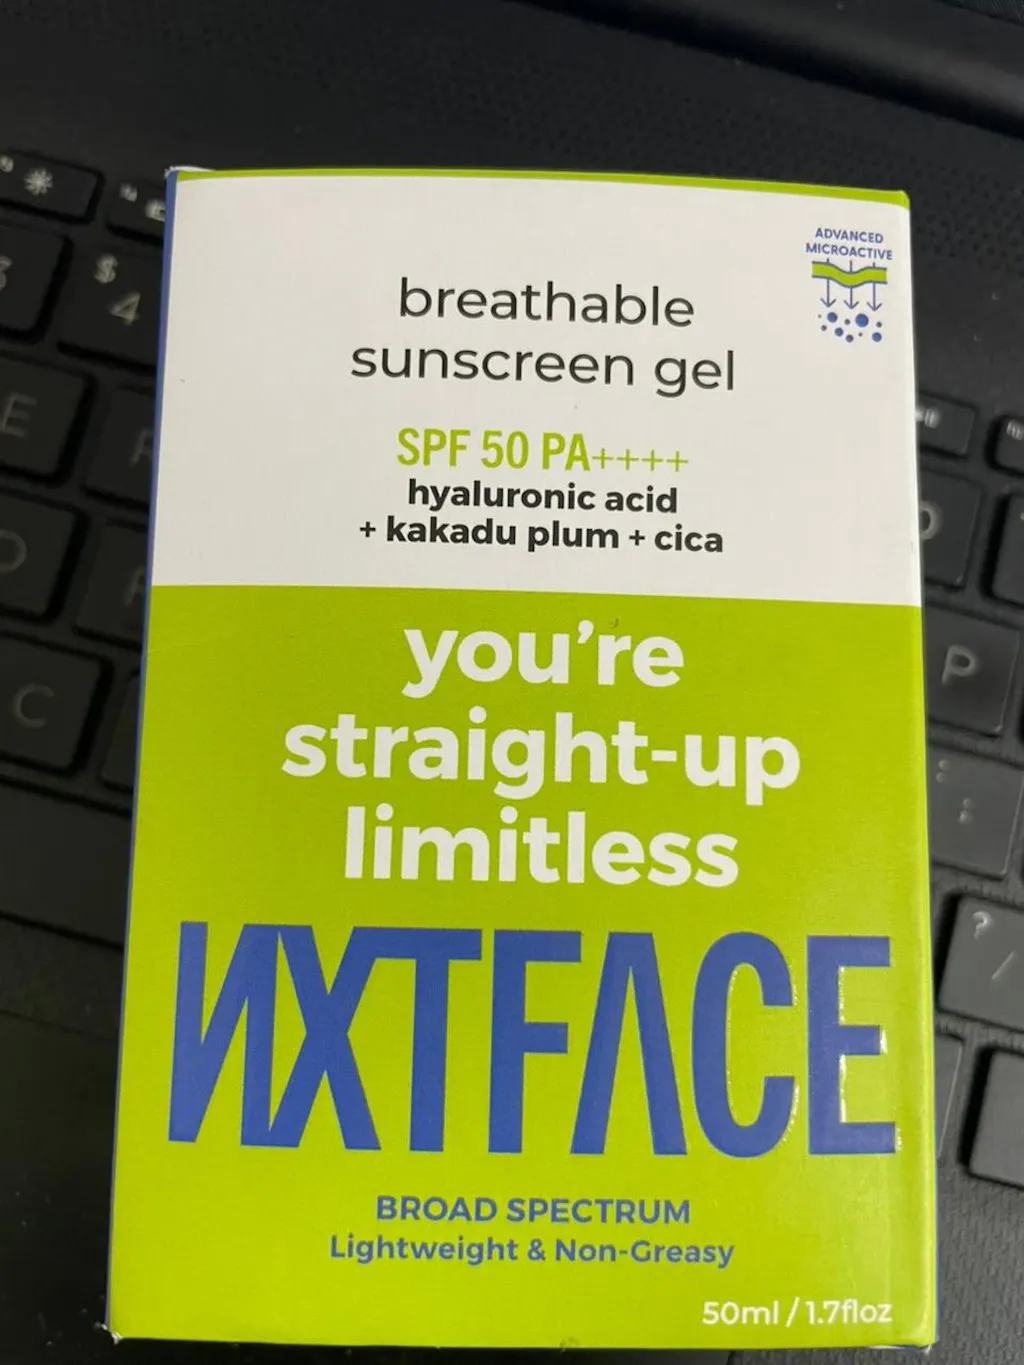 ADVANCED
MICROACTIVE
breathable
sunscreen gel
SPF 50 PA++++
hyaluronic acid
+ kakadu plum + cica
you're
straight-up
limitless
NXTFACE
BROAD SPECTRUM
Lightweight & Non-Greasy
50ml / 1.7floz
$
4
E
C
P
:
;
?
/